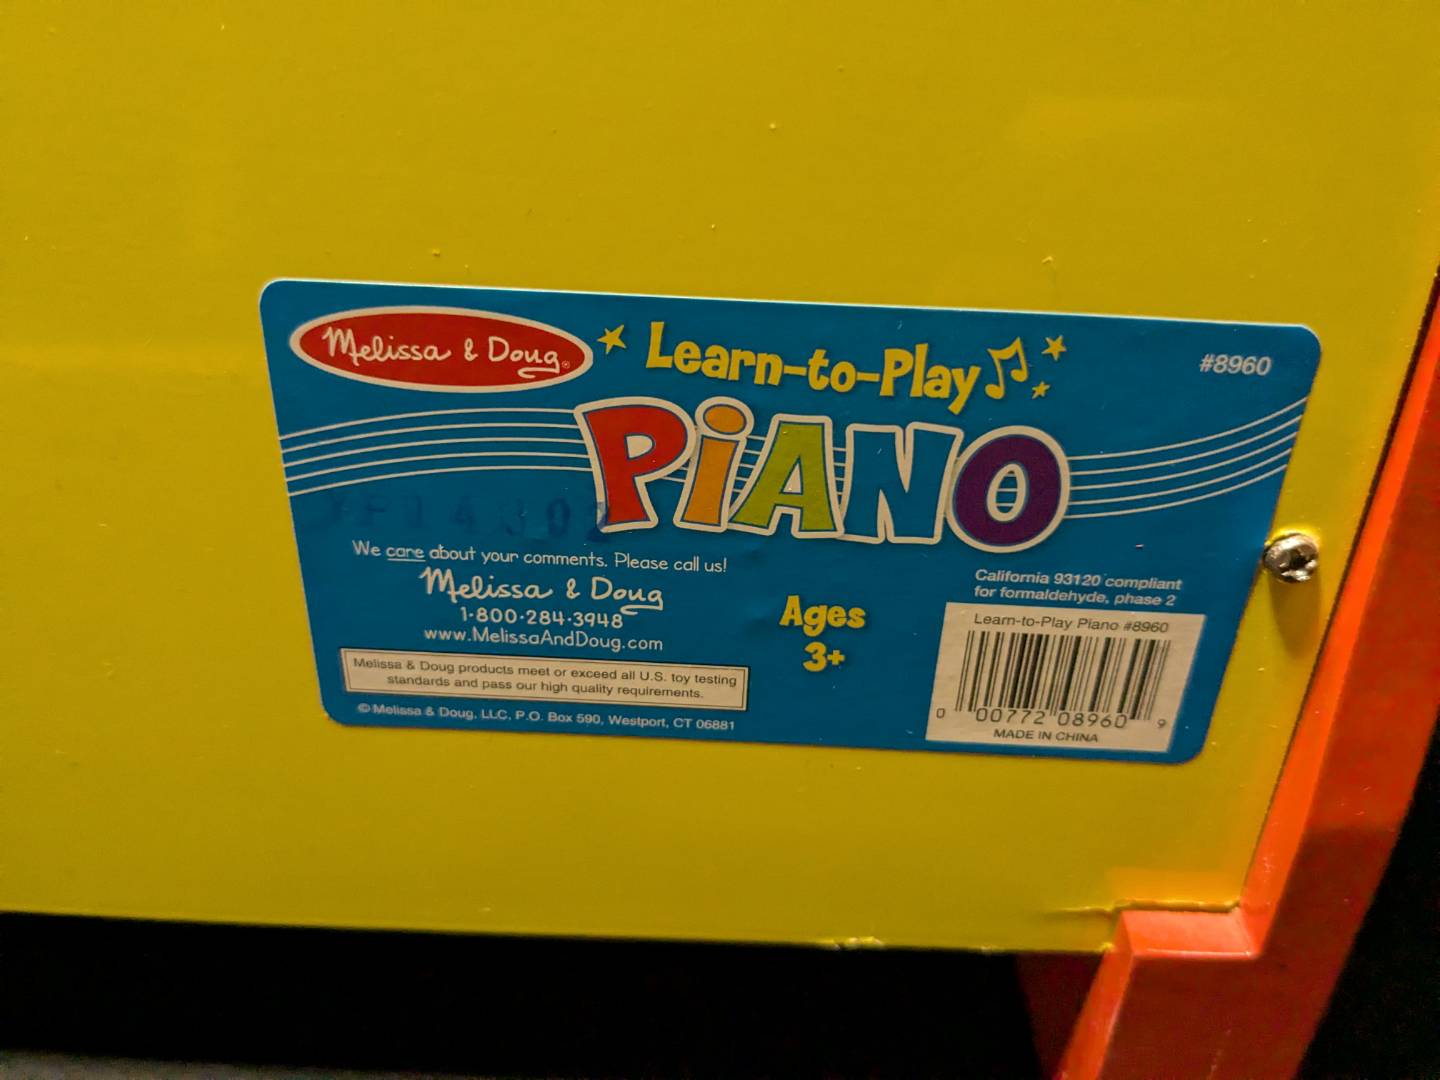 Melissa & Doug®
Learn-to-Play
#8960
PiANO
We care about your comments. Please call us!
Melissa & Doug
1-800-284-3948
www.MelissaAndDoug.com
Melissa & Doug products meet or exceed all U.S. toy testing
standards and pass our high quality requirements.
© Melissa & Doug, LLC, P.O. Box 590, Westport, CT 06881
Ages
3+
California 93120 compliant
for formaldehyde, phase 2
Learn-to-Play Piano #8960
0 00772 08960 9
MADE IN CHINA